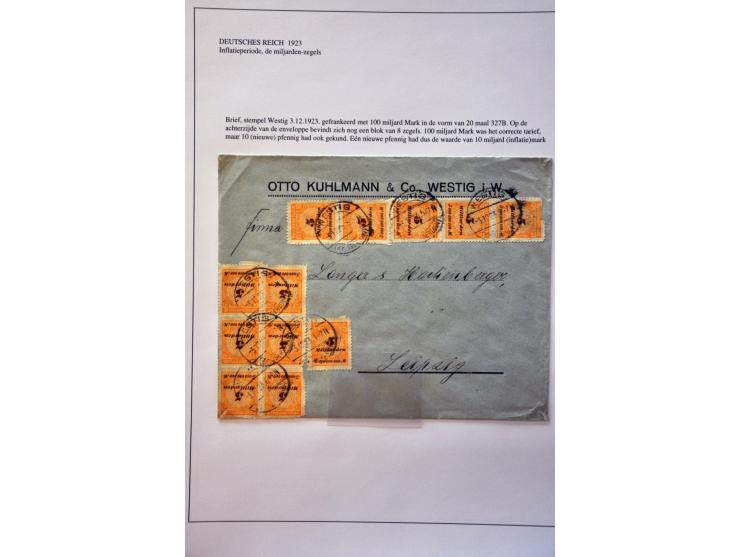 DEUTSCHES REICH 1923
Inflatieperiode, de miljarden-zegels
Brief, stempel Westig 3.12.1923. gefrankeerd met 100 miljard Mark in de vorm van 20 maal 327B. Op de
achterzijde van de enveloppe bevindt zich nog een blok van 8 zegels. 100 miljard Mark was het correcte tarief,
maar 10 (nieuwe) pfennig had ook gekund. Eén nieuwe pfennig had dus de waarde van 10 miljard (inflatie)mark
OTTO KUHLMANN & Co., WESTIG i.W.
Firma
Langer & Hackenberger,
Leipzig